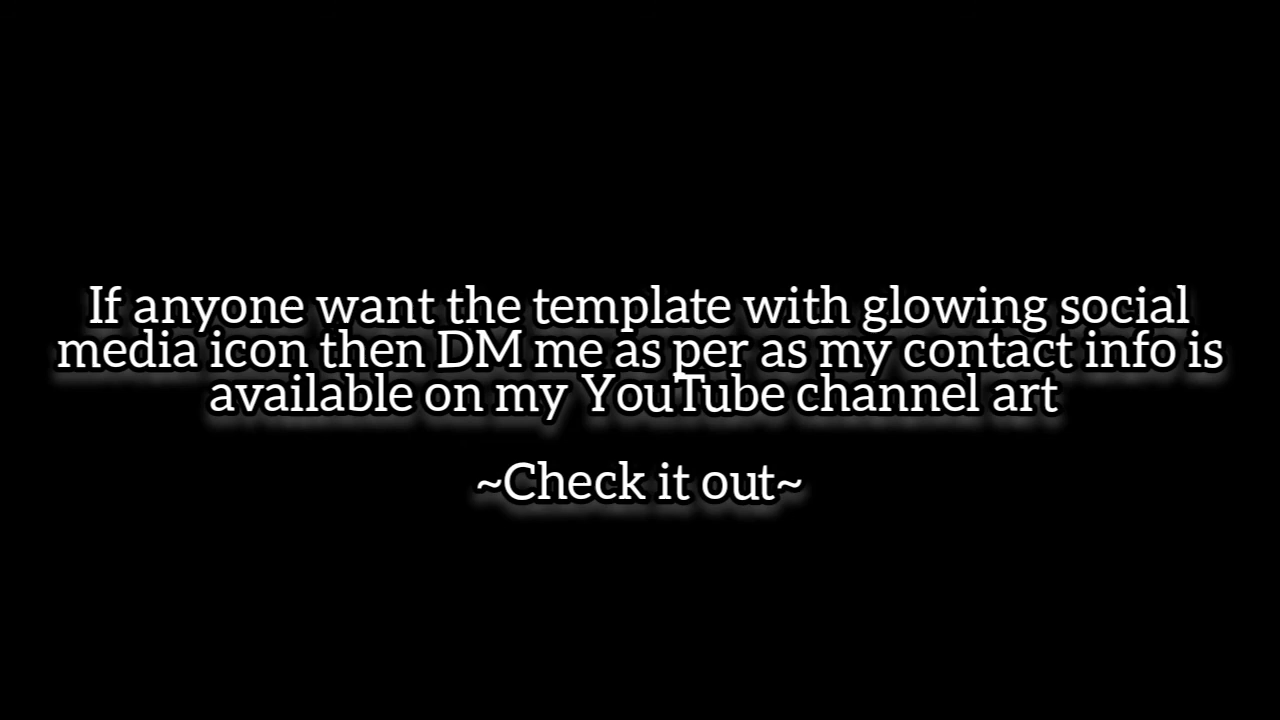 If anyone want the template with glowing social
media icon then DM me as per as my contact info is
available on my YouTube channel art
~Check it out~